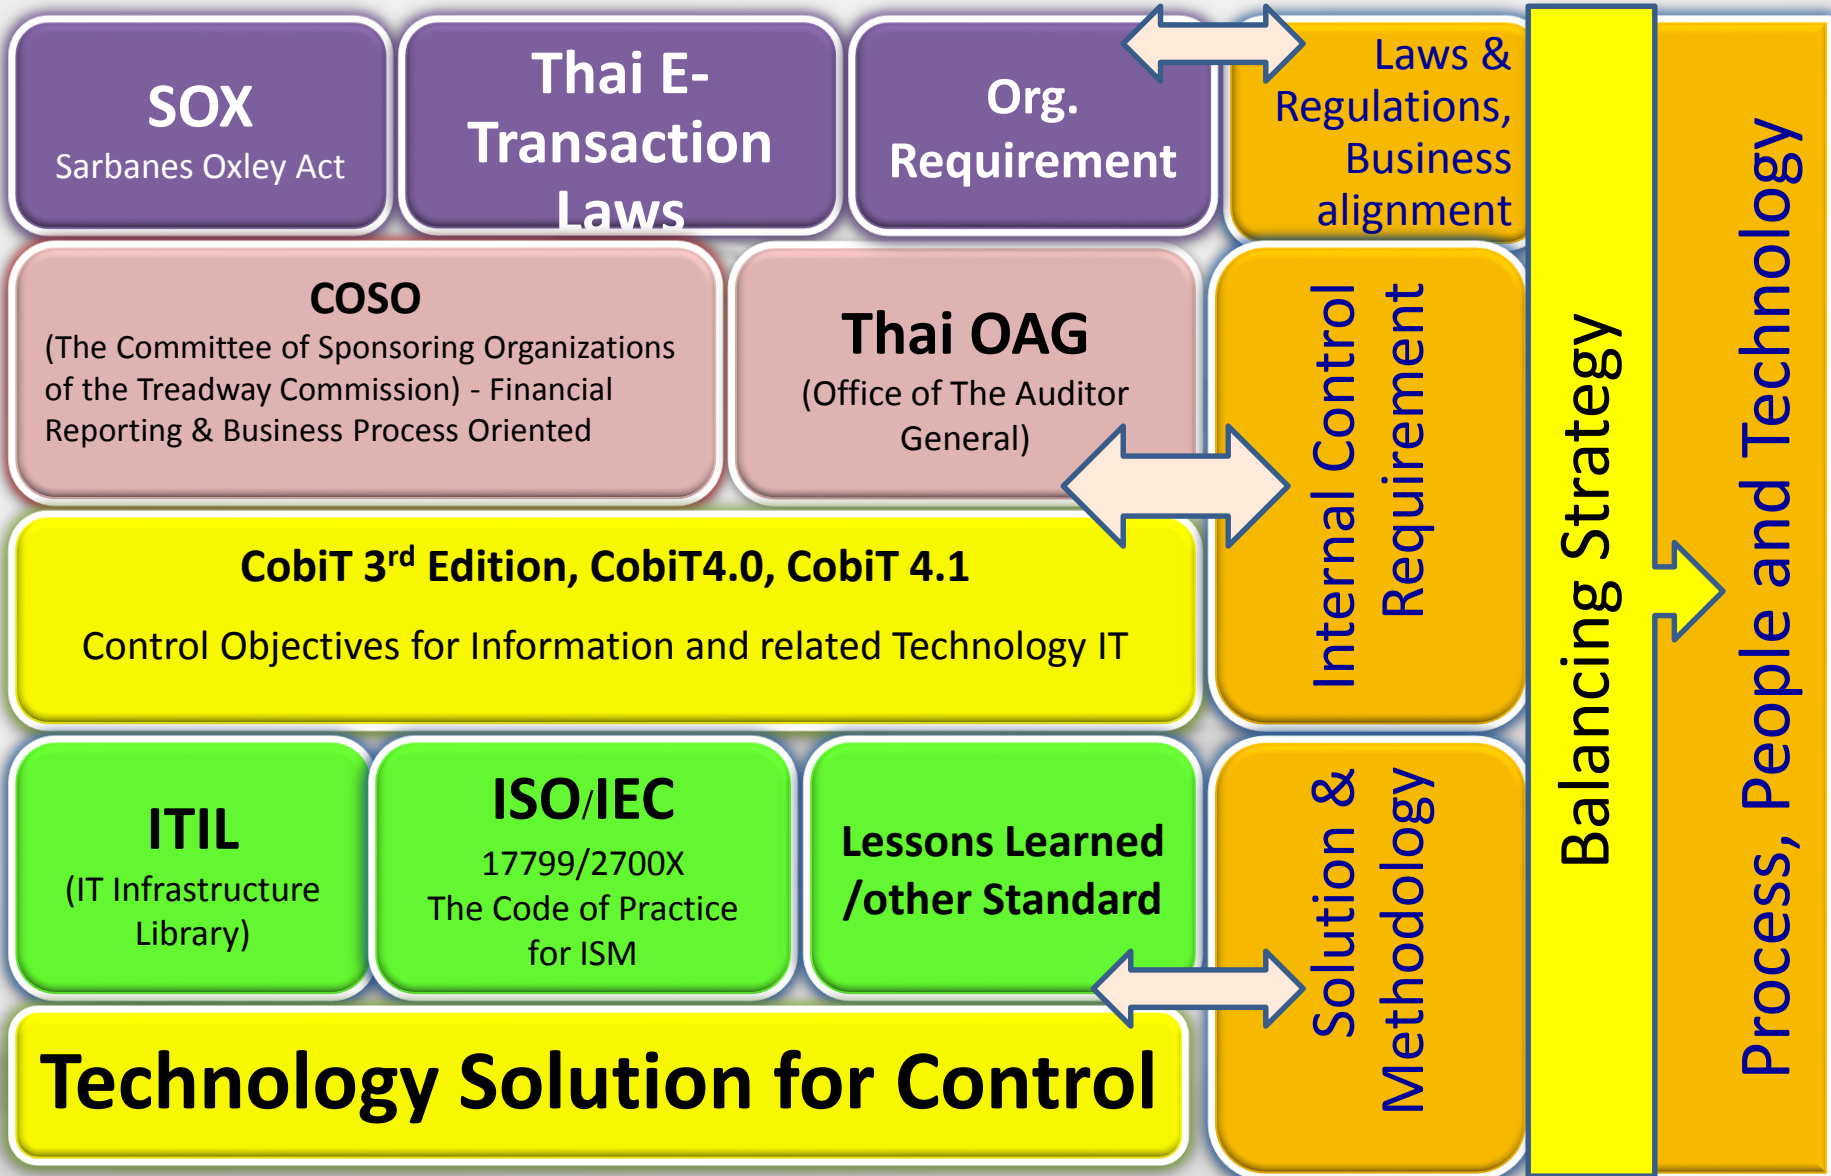 SOX
Sarbanes Oxley Act
Thai E-
Transaction
Laws
Org.
Requirement
Laws &
Regulations,
Business
alignment
COSO
(The Committee of Sponsoring Organizations
of the Treadway Commission) - Financial
Reporting & Business Process Oriented
Thai OAG
(Office of The Auditor
General)
Internal Control
Requirement
CobiT 3rd Edition, CobiT4.0, CobiT 4.1
Control Objectives for Information and related Technology IT
ITIL
(IT Infrastructure
Library)
ISO/IEC
17799/2700X
The Code of Practice
for ISM
Lessons Learned
/other Standard
Solution &
Methodology
Technology Solution for Control
Balancing Strategy
Process, People and Technology